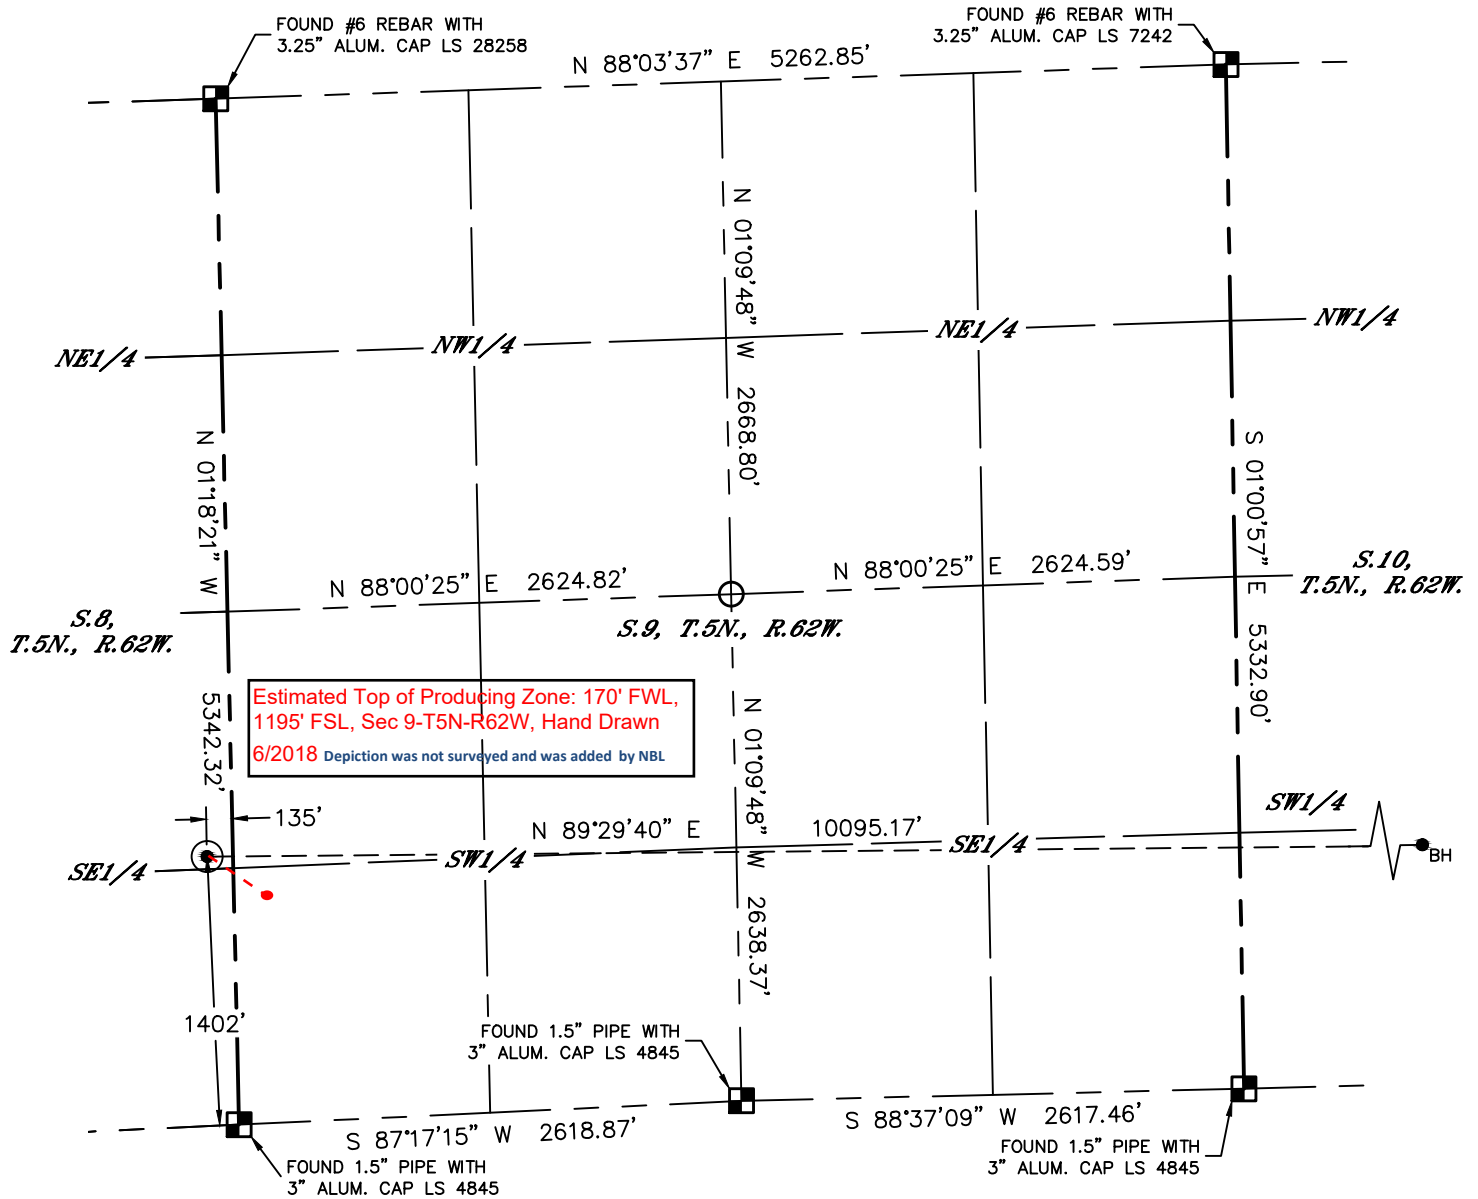 FOUND #6 REBAR WITH
3.25" ALUM. CAP LS 28258
FOUND #6 REBAR WITH
3.25" ALUM. CAP LS 7242
N 88°03'37" E 5262.85'
N 01°09'48" W 2668.80'
NE1/4
NW1/4
NE1/4
NW1/4
N 01°18'21" W 5342.32'
S 01°00'57" E 5332.90'
N 88°00'25" E 2624.82'
N 88°00'25" E 2624.59'
S.8,
T.5N., R.62W.
S.9, T.5N., R.62W.
S.10,
T.5N., R.62W.
Estimated Top of Producing Zone: 170' FWL,
1195' FSL, Sec 9-T5N-R62W, Hand Drawn
6/2018 Depiction was not surveyed and was added by NBL
N 01°09'48" W 2638.37'
135'
N 89°29'40" E 10095.17'
SW1/4
SE1/4
SW1/4
SE1/4
BH
1402'
FOUND 1.5" PIPE WITH
3" ALUM. CAP LS 4845
S 87°17'15" W 2618.87'
S 88°37'09" W 2617.46'
FOUND 1.5" PIPE WITH
3" ALUM. CAP LS 4845
FOUND 1.5" PIPE WITH
3" ALUM. CAP LS 4845